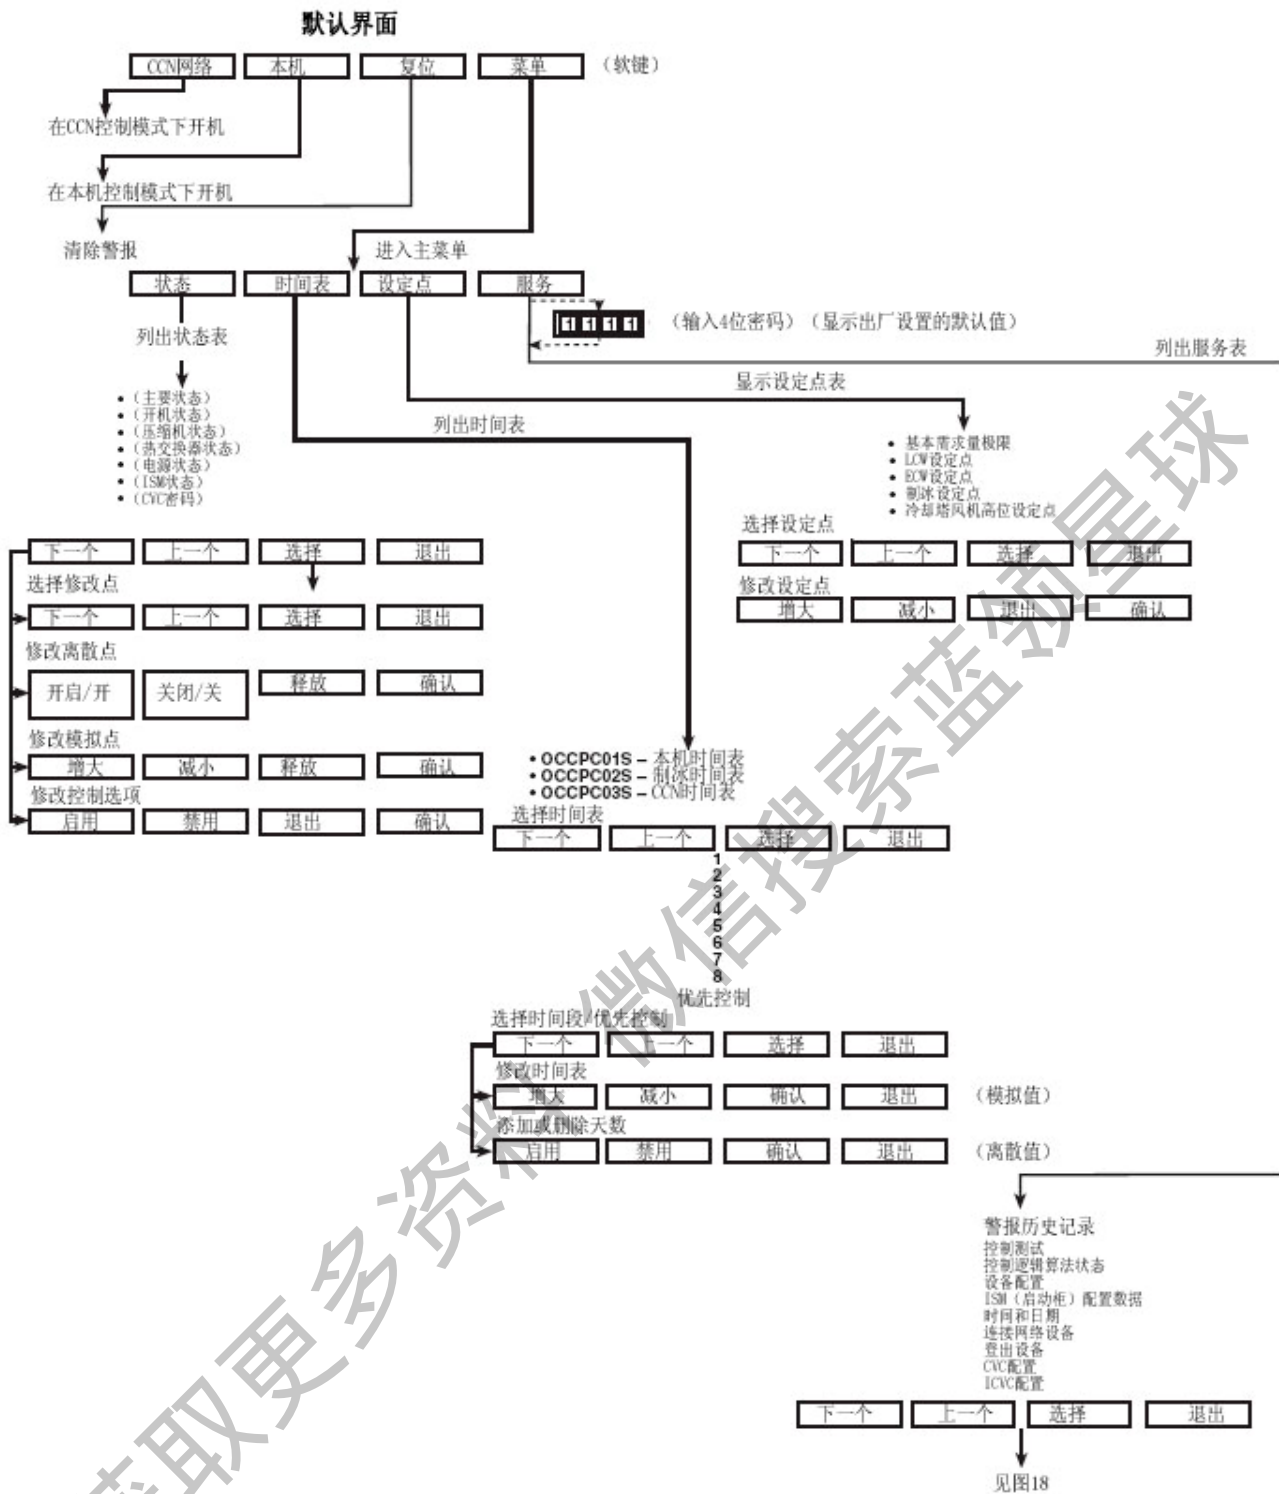 默认界面
CCN网络 本机 复位 菜单 (软键)
在CCN控制模式下开机
在本机控制模式下开机
清除警报 进入主菜单
状态 时间表 设定点 服务
1 1 1 1 (输入4位密码)(显示出厂设置的默认值)
列出状态表
列出服务表
显示设定点表
• (主要状态)
• (开机状态)
• (压缩机状态)
• (热交换器状态)
• (电源状态)
• (ISM状态)
• (CVC密码)
列出时间表
• 基本需求量极限
• LCW设定点
• ECW设定点
• 制冰设定点
• 冷却塔风机高位设定点
选择设定点
下一个 上一个 选择 退出
修改设定点
增大 减小 退出 确认
下一个 上一个 选择 退出
选择修改点
下一个 上一个 选择 退出
修改离散点
开启/开 关闭/关 释放 确认
修改模拟点
增大 减小 释放 确认
修改控制选项
启用 禁用 退出 确认
• OCCPC01S – 本机时间表
• OCCPC02S – 制冰时间表
• OCCPC03S – CCN时间表
选择时间表
下一个 上一个 选择 退出
1
2
3
4
5
6
7
8
优先控制
选择时间段/优先控制
下一个 上一个 选择 退出
修改时间表
增大 减小 确认 退出 (模拟值)
添加或删除天数
启用 禁用 确认 退出 (离散值)
警报历史记录
控制测试
控制逻辑算法状态
设备配置
ISM(启动柜)配置数据
时间和日期
连接网络设备
登出设备
CVC配置
ICVC配置
下一个 上一个 选择 退出
见图18
获取更多资料 微信搜索蓝领星球